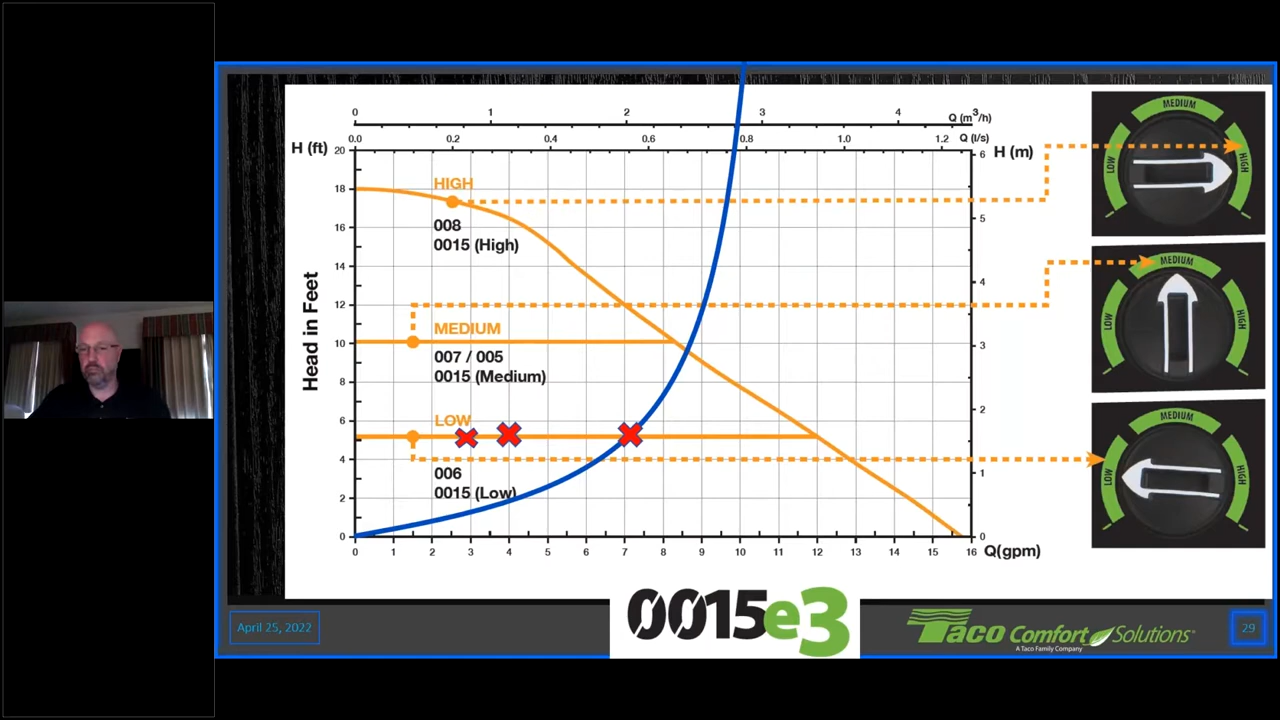 0 1 2 3 4 Q (m³/h)
0.0 0.2 0.4 0.6 0.8 1.0 1.2 Q (l/s)
H (ft)
H (m)
20
18
16
14
12
10
8
6
4
2
0
6
5
4
3
2
1
0
Head in Feet
HIGH
008
0015 (High)
MEDIUM
007 / 005
0015 (Medium)
LOW
006
0015 (Low)
0 1 2 3 4 5 6 7 8 9 10 11 12 13 14 15 16 Q(gpm)
LOW MEDIUM HIGH
LOW MEDIUM HIGH
LOW MEDIUM HIGH
April 25, 2022
0015e3
Taco Comfort Solutions®
A Taco Family Company
29